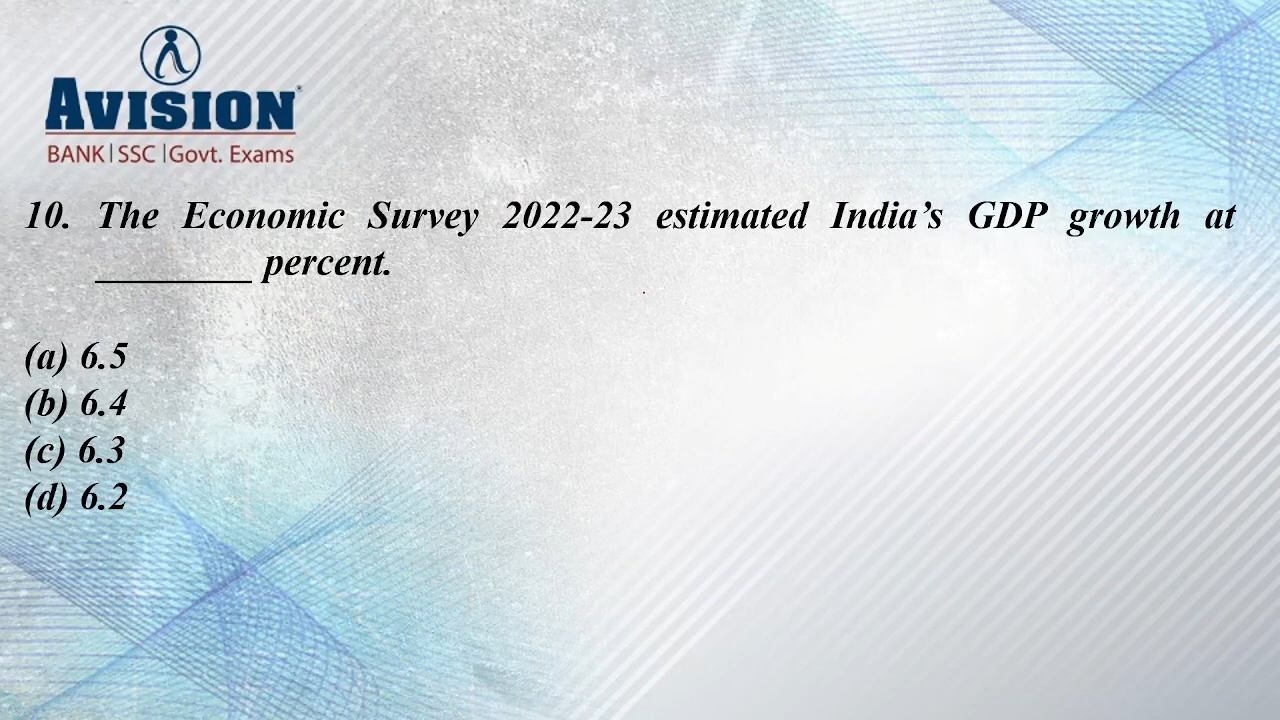 AVISION
BANK | SSC | Govt. Exams
10. The Economic Survey 2022-23 estimated India’s GDP growth at
________ percent.
(a) 6.5
(b) 6.4
(c) 6.3
(d) 6.2